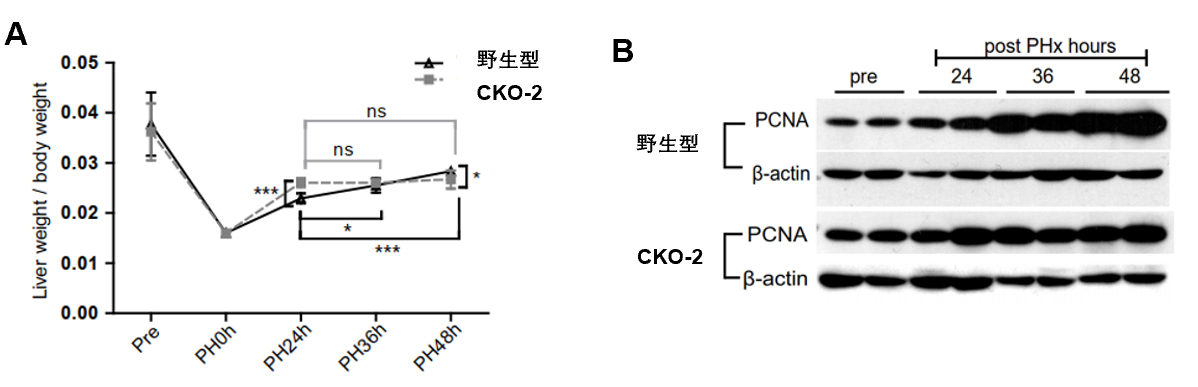 A
野生型
CKO-2
Liver weight / body weight
0.05
0.04
0.03
0.02
0.01
0.00
ns
ns
***
*
*
***
Pre
PH0h
PH24h
PH36h
PH48h
B
post PHx hours
pre
24
36
48
野生型
PCNA
β-actin
CKO-2
PCNA
β-actin